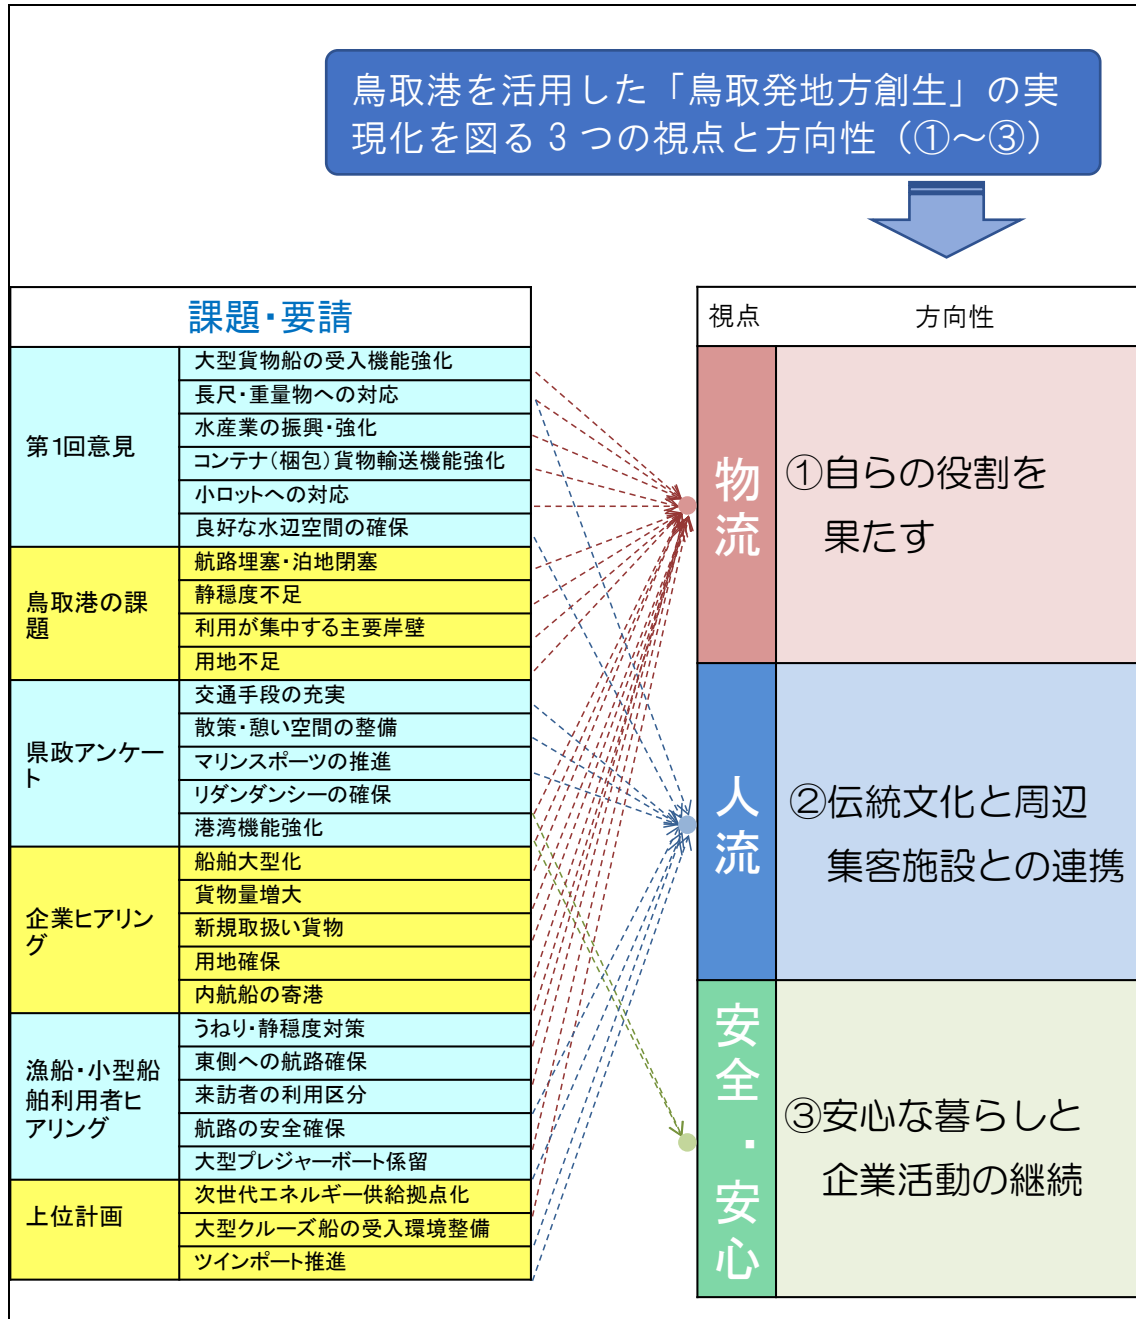 鳥取港を活用した「鳥取発地方創生」の実
現化を図る３つの視点と方向性（①～③）
課題・要請
第1回意見
大型貨物船の受入機能強化
長尺・重量物への対応
水産業の振興・強化
コンテナ（梱包）貨物輸送機能強化
小ロットへの対応
良好な水辺空間の確保
鳥取港の課
題
航路埋塞・泊地閉塞
静穏度不足
利用が集中する主要岸壁
用地不足
県政アンケー
ト
交通手段の充実
散策・憩い空間の整備
マリンスポーツの推進
リダンダンシーの確保
港湾機能強化
企業ヒアリン
グ
船舶大型化
貨物量増大
新規取扱い貨物
用地確保
内航船の寄港
漁船・小型船
舶利用者ヒ
アリング
うねり・静穏度対策
東側への航路確保
来訪者の利用区分
航路の安全確保
大型プレジャーボート係留
上位計画
次世代エネルギー供給拠点化
大型クルーズ船の受入環境整備
ツインポート推進
視点
方向性
物流
①自らの役割を
果たす
人流
②伝統文化と周辺
集客施設との連携
安全・安心
③安心な暮らしと
企業活動の継続